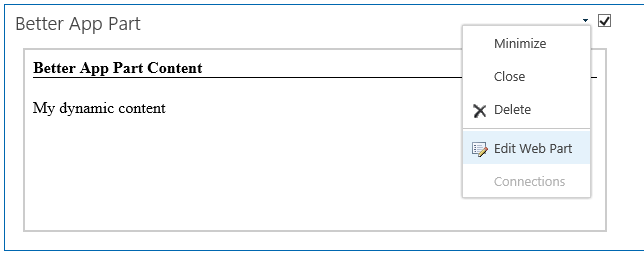 Better App Part
Minimize
Better App Part Content
Close
My dynamic content
Delete
Edit Web Part
Connections